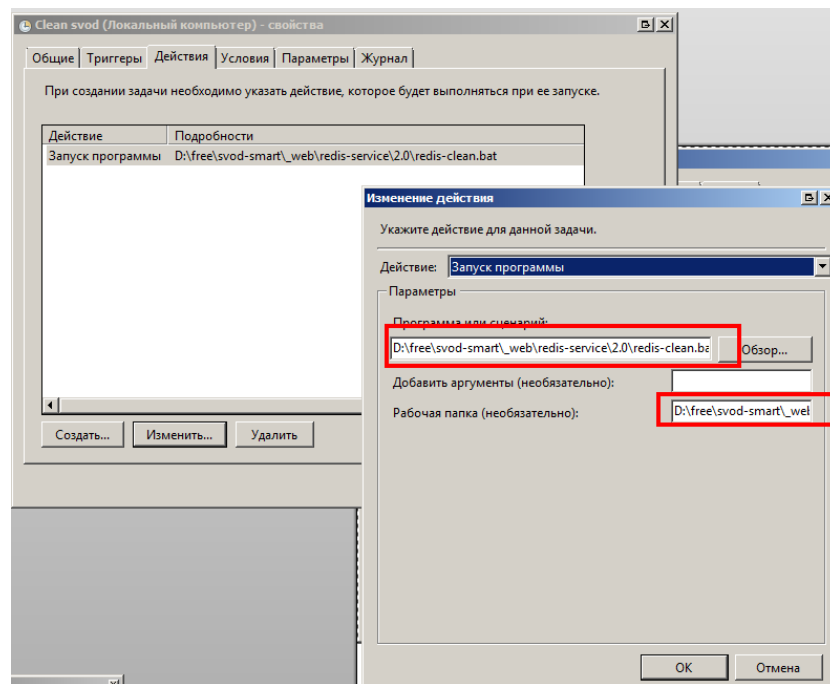 Clean svod (Локальный компьютер) - свойства
Общие Триггеры Действия Условия Параметры Журнал
При создании задачи необходимо указать действие, которое будет выполняться при ее запуске.
Действие Подробности
Запуск программы D:\free\svod-smart\_web\redis-service\2.0\redis-clean.bat
Создать... Изменить... Удалить
Изменение действия
Укажите действие для данной задачи.
Действие: Запуск программы
Параметры
Программа или сценарий:
D:\free\svod-smart\_web\redis-service\2.0\redis-clean.ba Обзор...
Добавить аргументы (необязательно):
Рабочая папка (необязательно): D:\free\svod-smart\_wel
OK Отмена